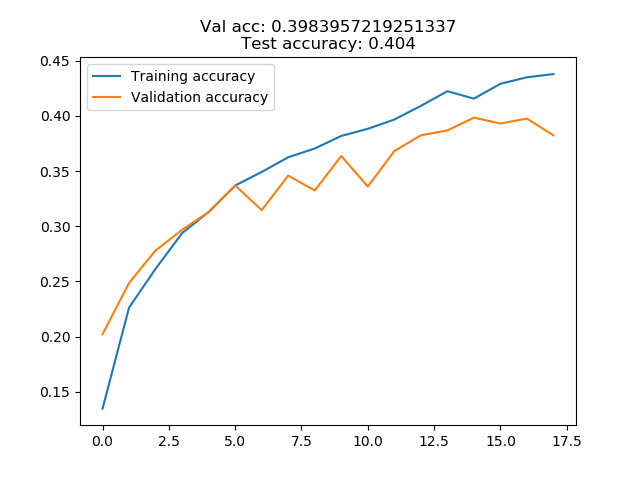 Val acc: 0.3983957219251337
Test accuracy: 0.404
Training accuracy
Validation accuracy
0.45
0.40
0.35
0.30
0.25
0.20
0.15
0.0 2.5 5.0 7.5 10.0 12.5 15.0 17.5